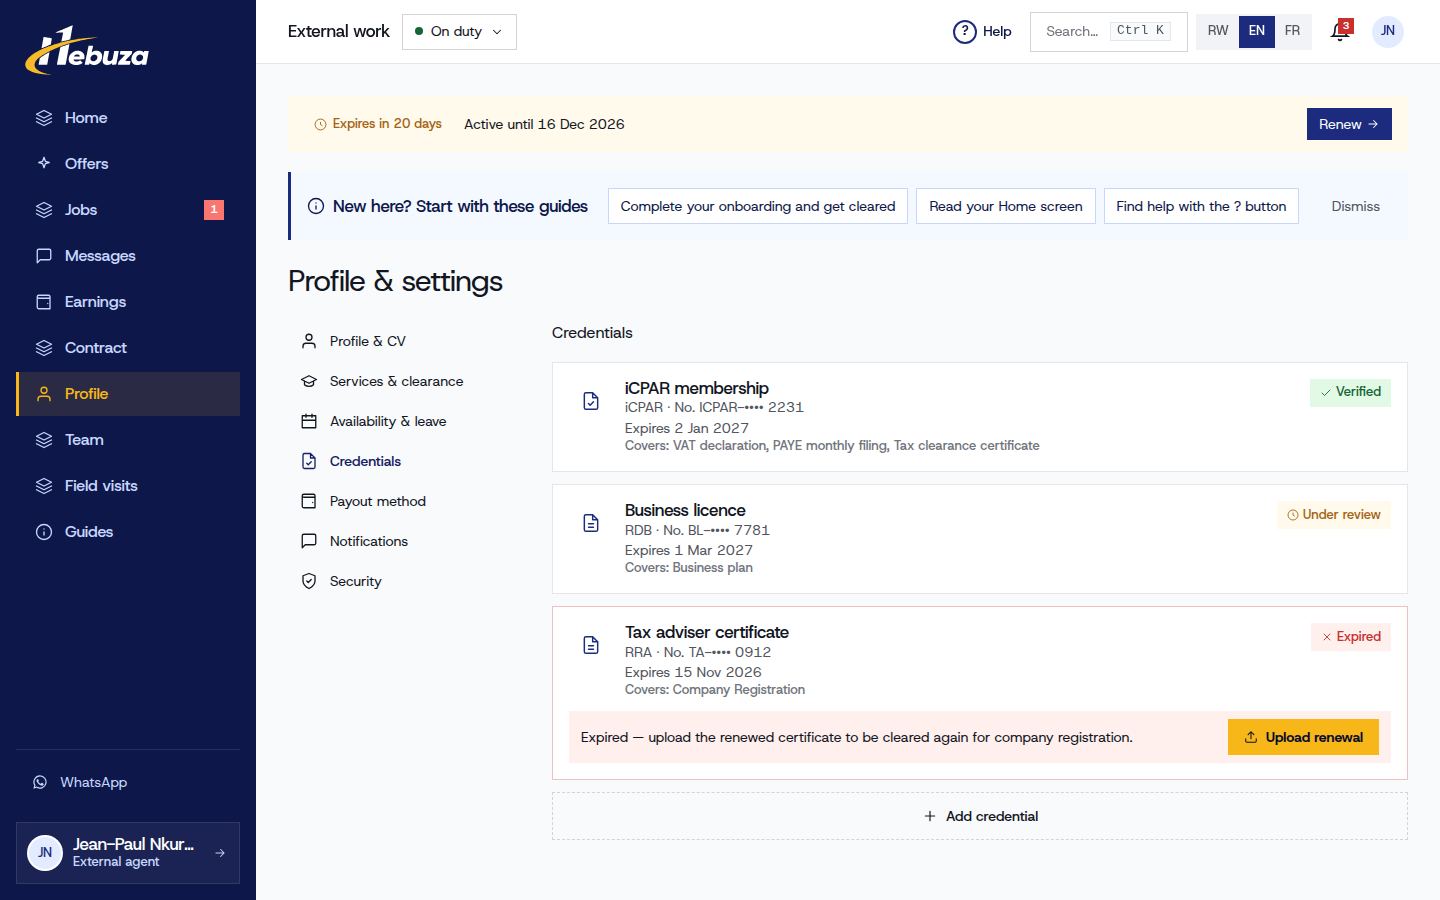 Hebuza
Home
Offers
Jobs
1
Messages
Earnings
Contract
Profile
Team
Field visits
Guides
WhatsApp
JN
Jean-Paul Nkur...
External agent
External work
On duty
? Help
Search...
Ctrl K
RW
EN
FR
3
JN
Expires in 20 days
Active until 16 Dec 2026
Renew →
New here? Start with these guides
Complete your onboarding and get cleared
Read your Home screen
Find help with the ? button
Dismiss
Profile & settings
Profile & CV
Services & clearance
Availability & leave
Credentials
Payout method
Notifications
Security
Credentials
iCPAR membership
iCPAR · No. ICPAR-•••• 2231
Expires 2 Jan 2027
Covers: VAT declaration, PAYE monthly filing, Tax clearance certificate
Verified
Business licence
RDB · No. BL-•••• 7781
Expires 1 Mar 2027
Covers: Business plan
Under review
Tax adviser certificate
RRA · No. TA-•••• 0912
Expires 15 Nov 2026
Covers: Company Registration
Expired
Expired — upload the renewed certificate to be cleared again for company registration.
Upload renewal
+ Add credential